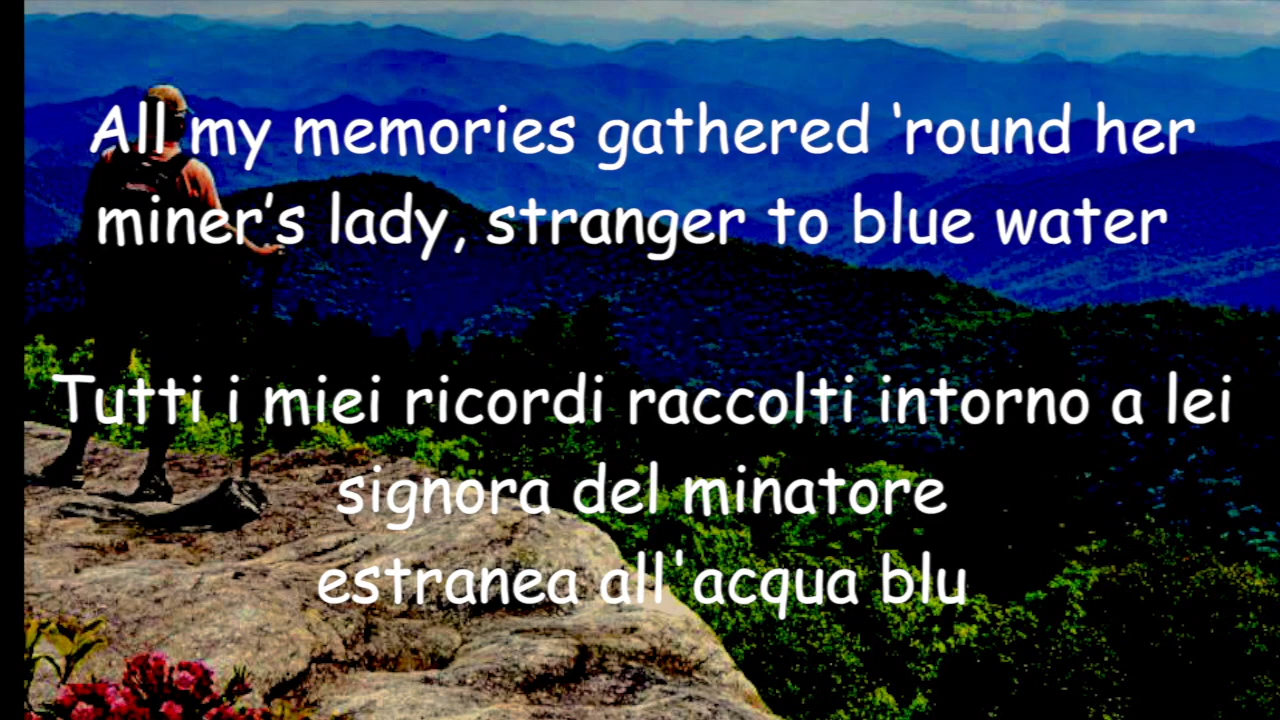 All my memories gathered ‘round her
miner’s lady, stranger to blue water
Tutti i miei ricordi raccolti intorno a lei
signora del minatore
estranea all'acqua blu